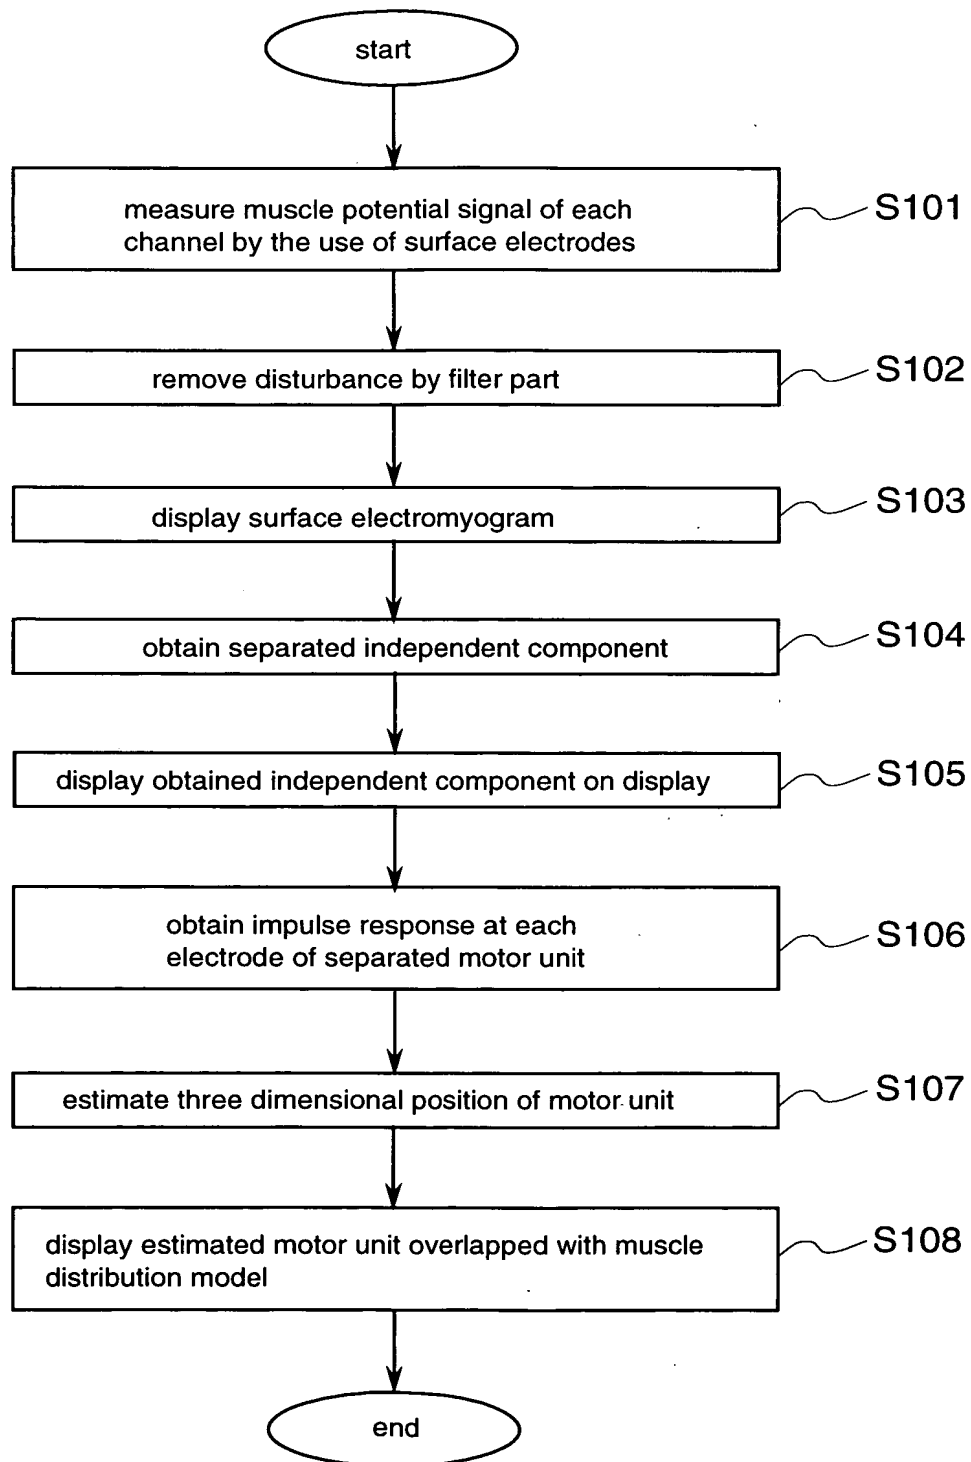 start
measure muscle potential signal of each
channel by the use of surface electrodes
S101
remove disturbance by filter part
S102
display surface electromyogram
S103
obtain separated independent component
S104
display obtained independent component on display
S105
obtain impulse response at each
electrode of separated motor unit
S106
estimate three dimensional position of motor unit
S107
display estimated motor unit overlapped with muscle
distribution model
S108
end